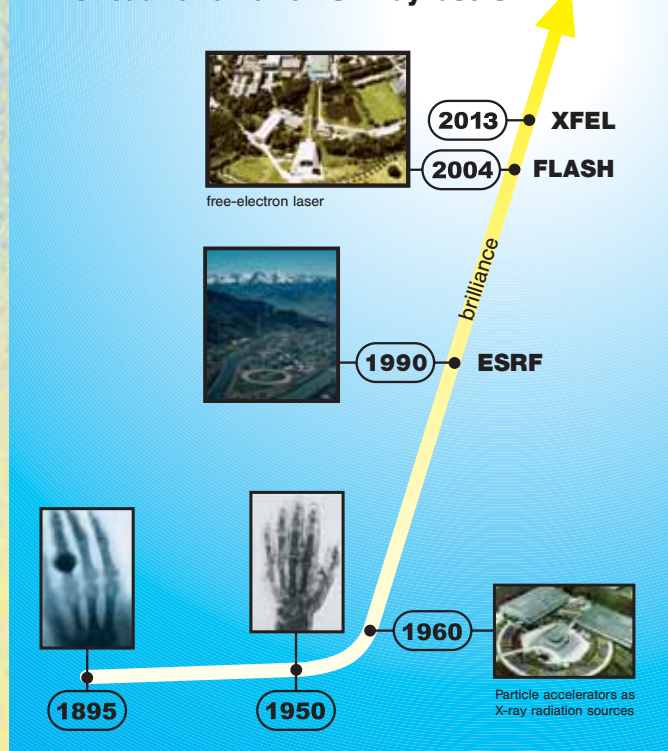 2013 XFEL
2004 FLASH
free-electron laser
brilliance
1990 ESRF
1960
Particle accelerators as
X-ray radiation sources
1895
1950